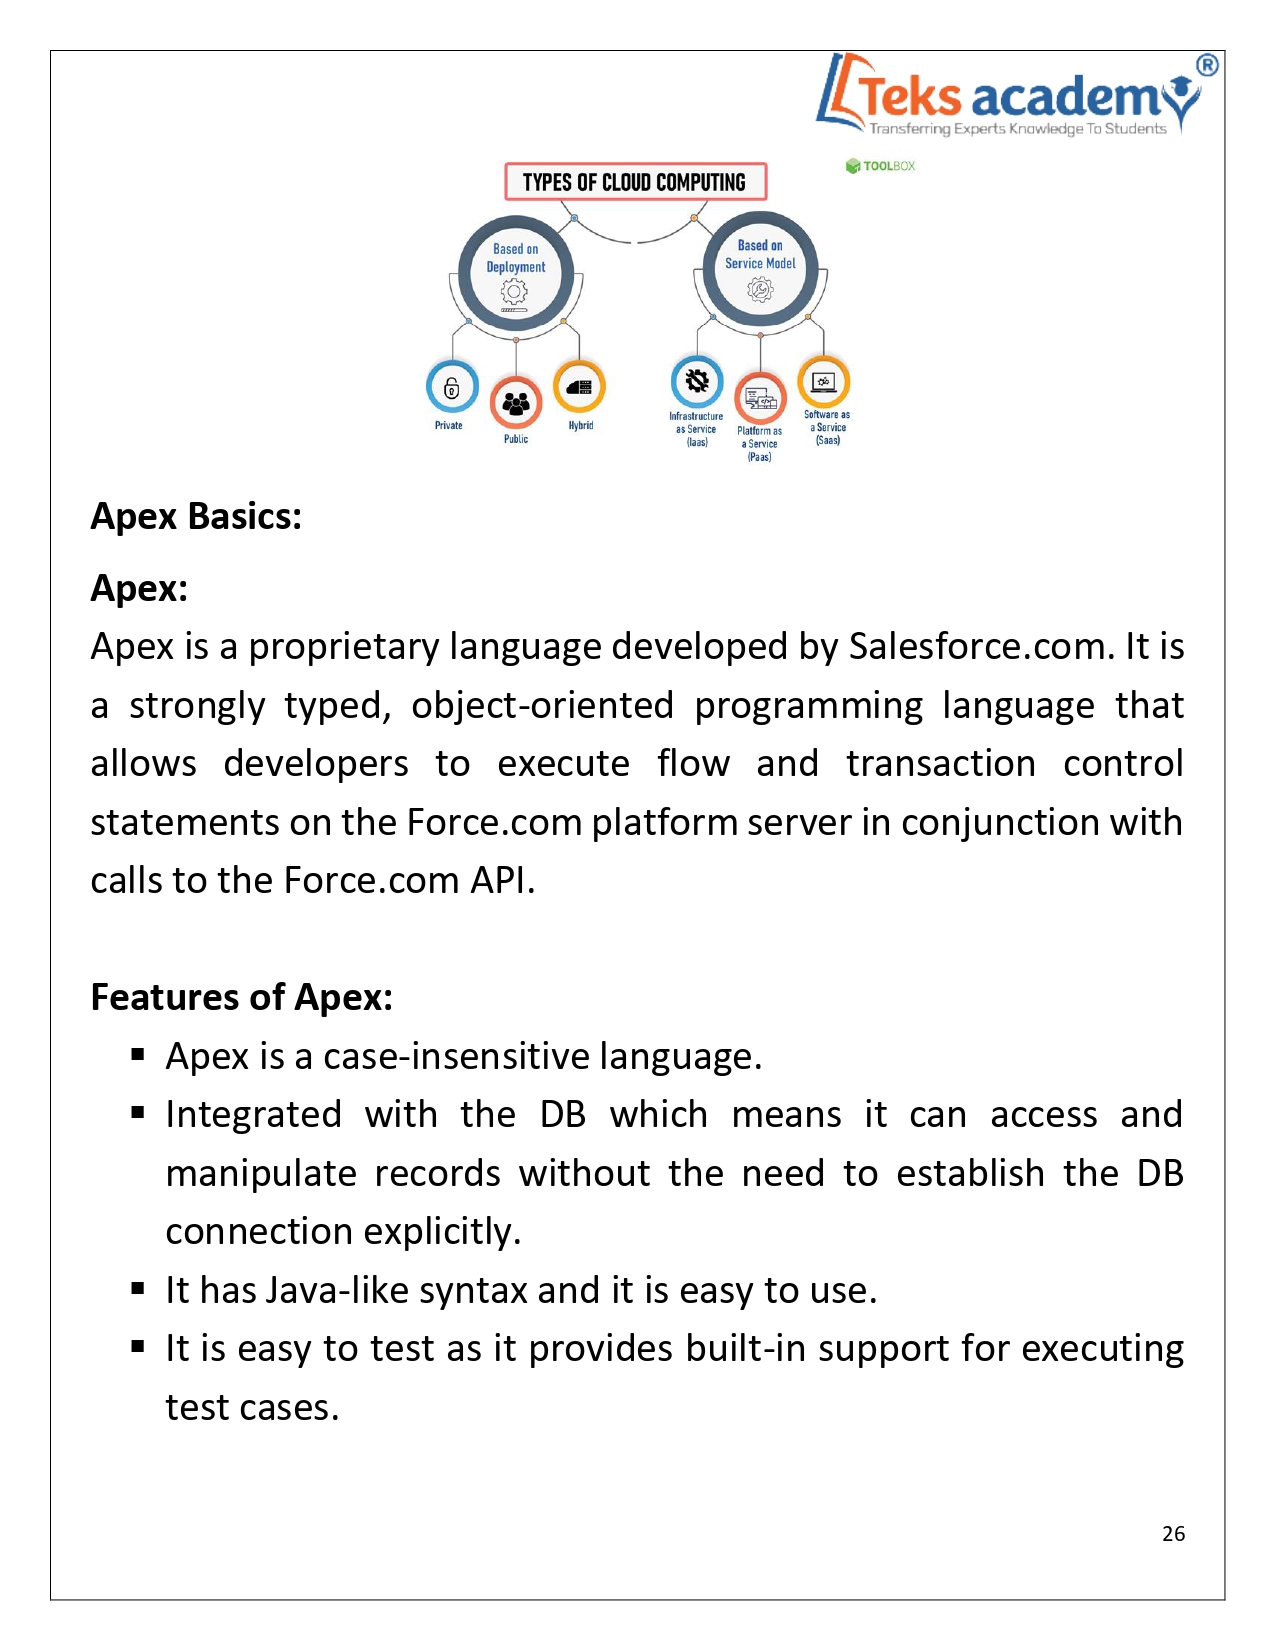 Teks academy ®
Transferring Experts Knowledge To Students
TOOLBOX
TYPES OF CLOUD COMPUTING
Based on
Deployment
Private
Public
Hybrid
Based on
Service Model
Infrastructure
as Service
(Iaas)
Platform as
a Service
(Paas)
Software as
a Service
(Saas)
Apex Basics:
Apex:
Apex is a proprietary language developed by Salesforce.com. It is
a strongly typed, object-oriented programming language that
allows developers to execute flow and transaction control
statements on the Force.com platform server in conjunction with
calls to the Force.com API.
Features of Apex:
▪ Apex is a case-insensitive language.
▪ Integrated with the DB which means it can access and
manipulate records without the need to establish the DB
connection explicitly.
▪ It has Java-like syntax and it is easy to use.
▪ It is easy to test as it provides built-in support for executing
test cases.
26